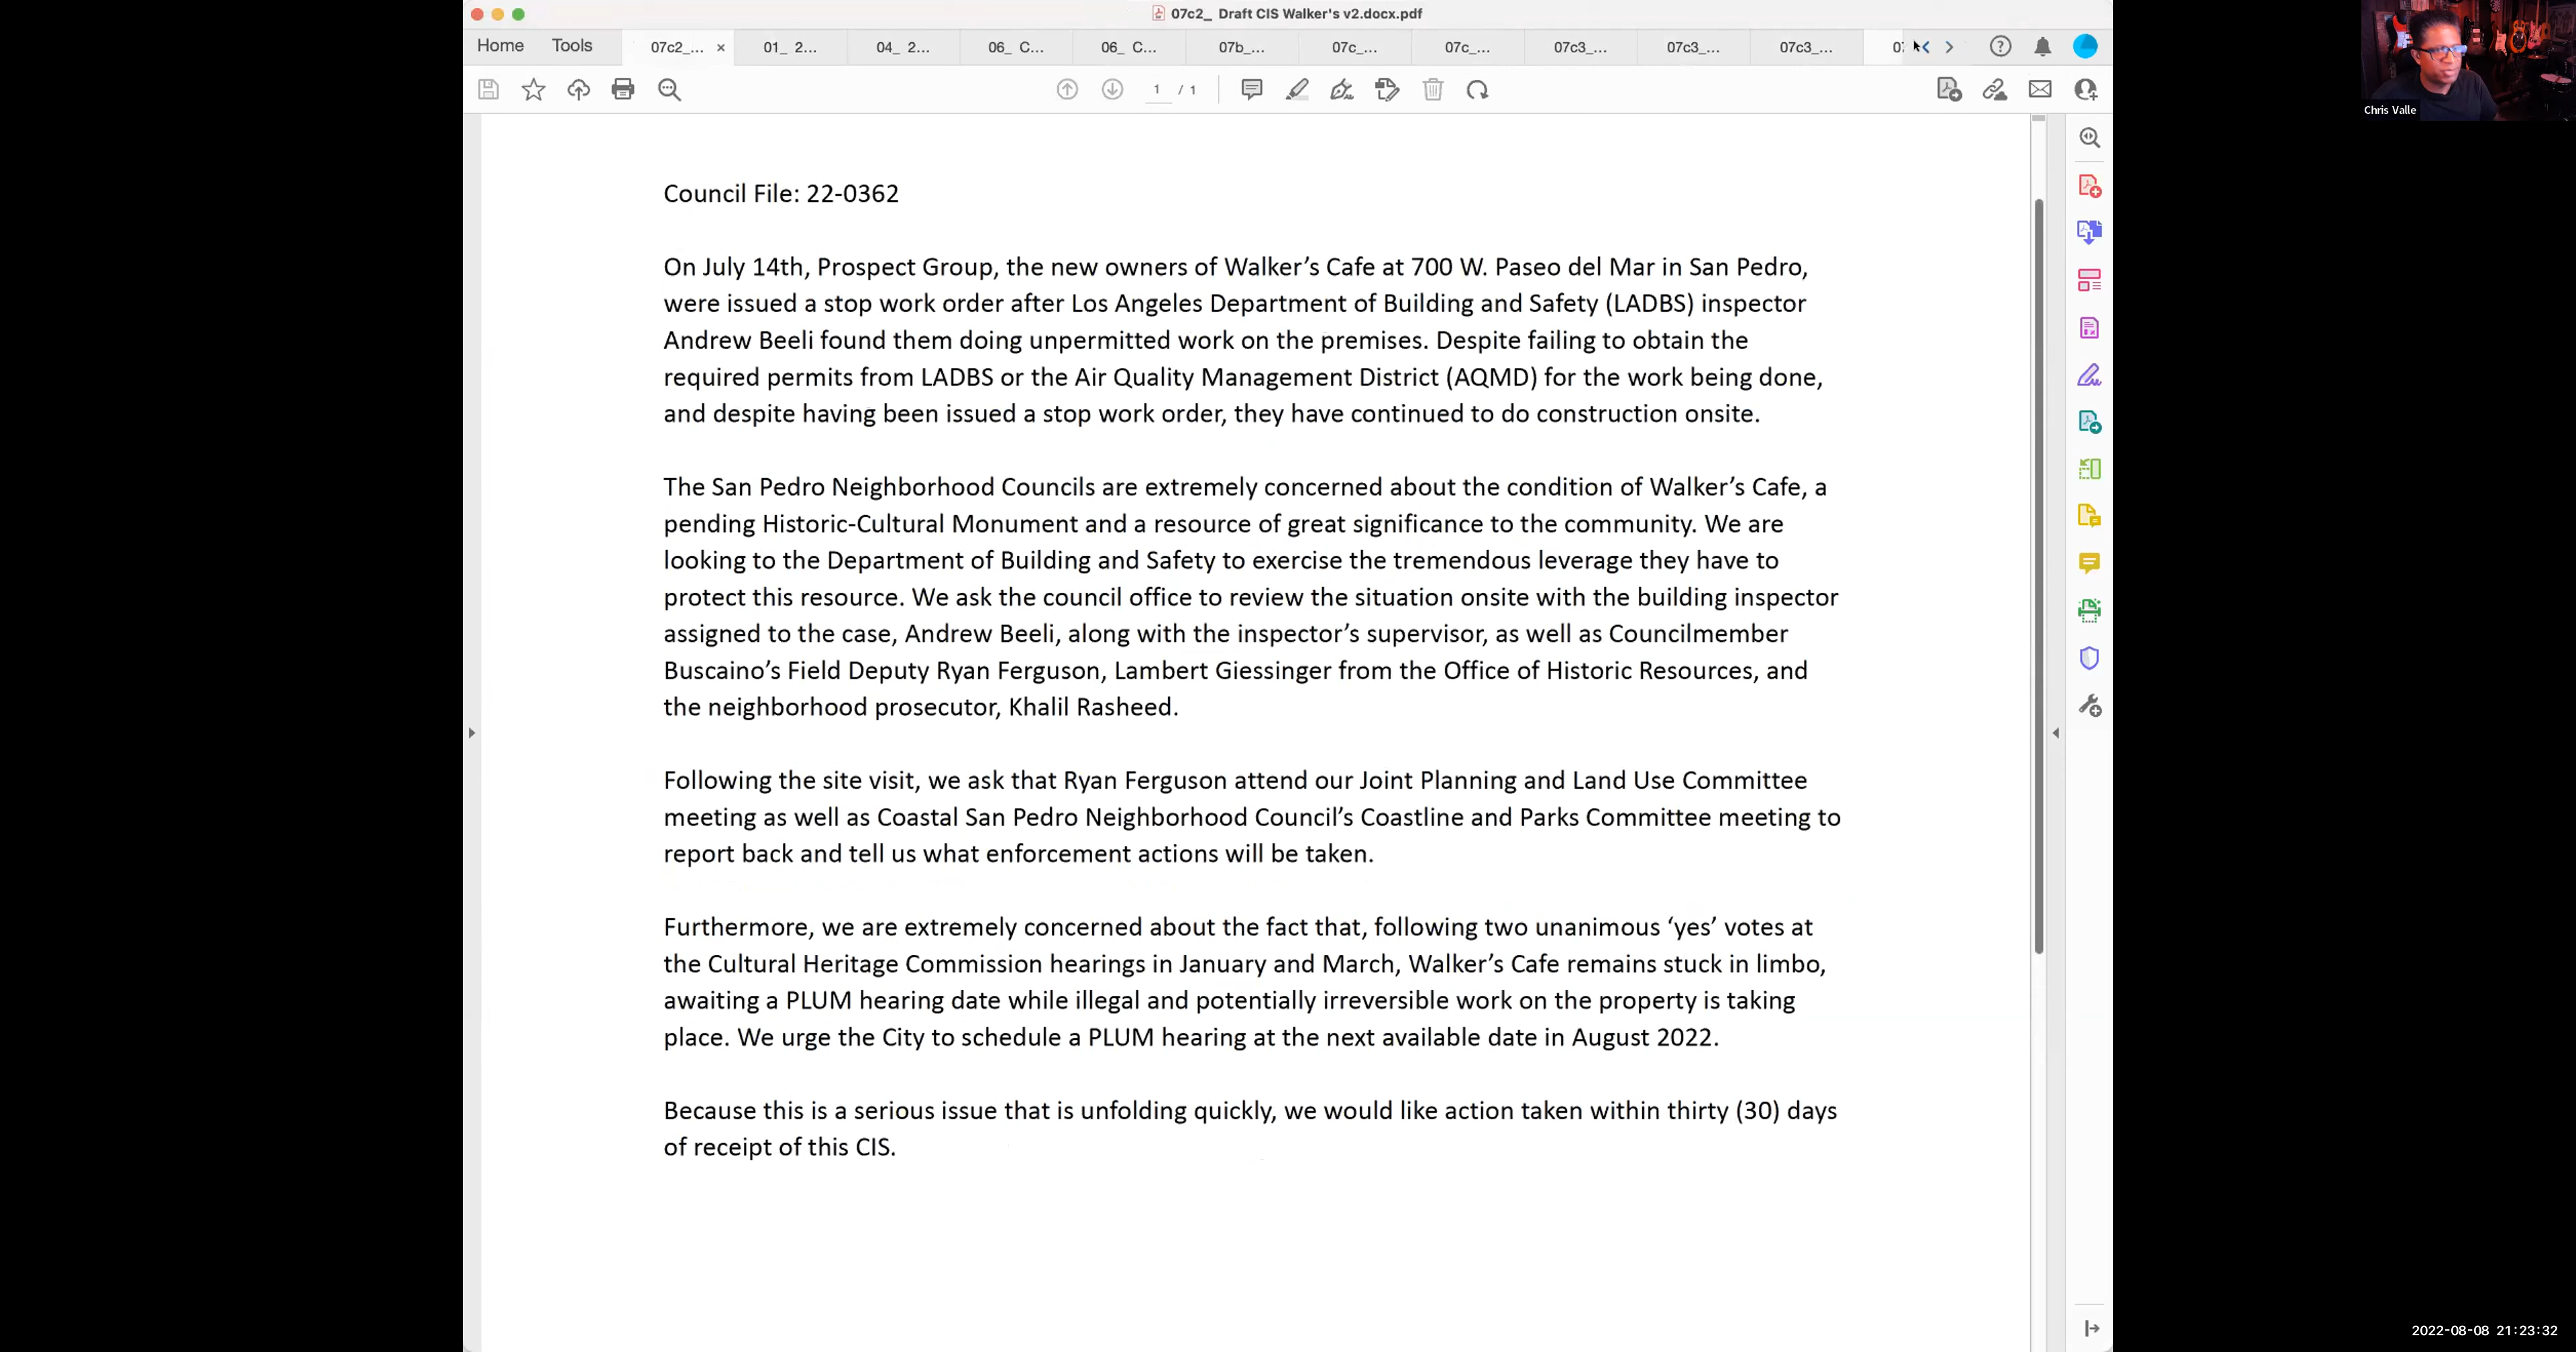 07c2_ Draft CIS Walker's v2.docx.pdf
Home Tools 07c2_... × 01_ 2... 04_ 2... 06_ C... 06_ C... 07b_... 07c_... 07c_... 07c3_... 07c3_... 07c3_...
1 / 1
Chris Valle
Council File: 22-0362
On July 14th, Prospect Group, the new owners of Walker’s Cafe at 700 W. Paseo del Mar in San Pedro,
were issued a stop work order after Los Angeles Department of Building and Safety (LADBS) inspector
Andrew Beeli found them doing unpermitted work on the premises. Despite failing to obtain the
required permits from LADBS or the Air Quality Management District (AQMD) for the work being done,
and despite having been issued a stop work order, they have continued to do construction onsite.
The San Pedro Neighborhood Councils are extremely concerned about the condition of Walker’s Cafe, a
pending Historic-Cultural Monument and a resource of great significance to the community. We are
looking to the Department of Building and Safety to exercise the tremendous leverage they have to
protect this resource. We ask the council office to review the situation onsite with the building inspector
assigned to the case, Andrew Beeli, along with the inspector’s supervisor, as well as Councilmember
Buscaino’s Field Deputy Ryan Ferguson, Lambert Giessinger from the Office of Historic Resources, and
the neighborhood prosecutor, Khalil Rasheed.
Following the site visit, we ask that Ryan Ferguson attend our Joint Planning and Land Use Committee
meeting as well as Coastal San Pedro Neighborhood Council’s Coastline and Parks Committee meeting to
report back and tell us what enforcement actions will be taken.
Furthermore, we are extremely concerned about the fact that, following two unanimous ‘yes’ votes at
the Cultural Heritage Commission hearings in January and March, Walker’s Cafe remains stuck in limbo,
awaiting a PLUM hearing date while illegal and potentially irreversible work on the property is taking
place. We urge the City to schedule a PLUM hearing at the next available date in August 2022.
Because this is a serious issue that is unfolding quickly, we would like action taken within thirty (30) days
of receipt of this CIS.
2022-08-08 21:23:32